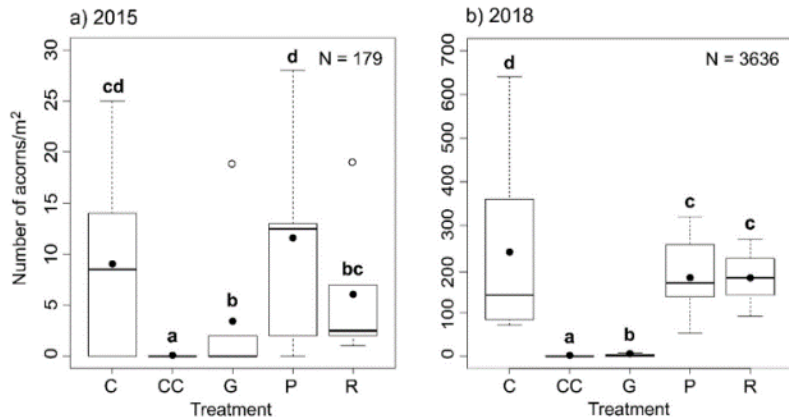 a) 2015
N = 179
Number of acorns/m²
30
25
20
15
10
5
0
cd
a
b
d
bc
C CC G P R
Treatment
b) 2018
N = 3636
700
600
500
400
300
200
100
0
d
a
b
c
c
C CC G P R
Treatment